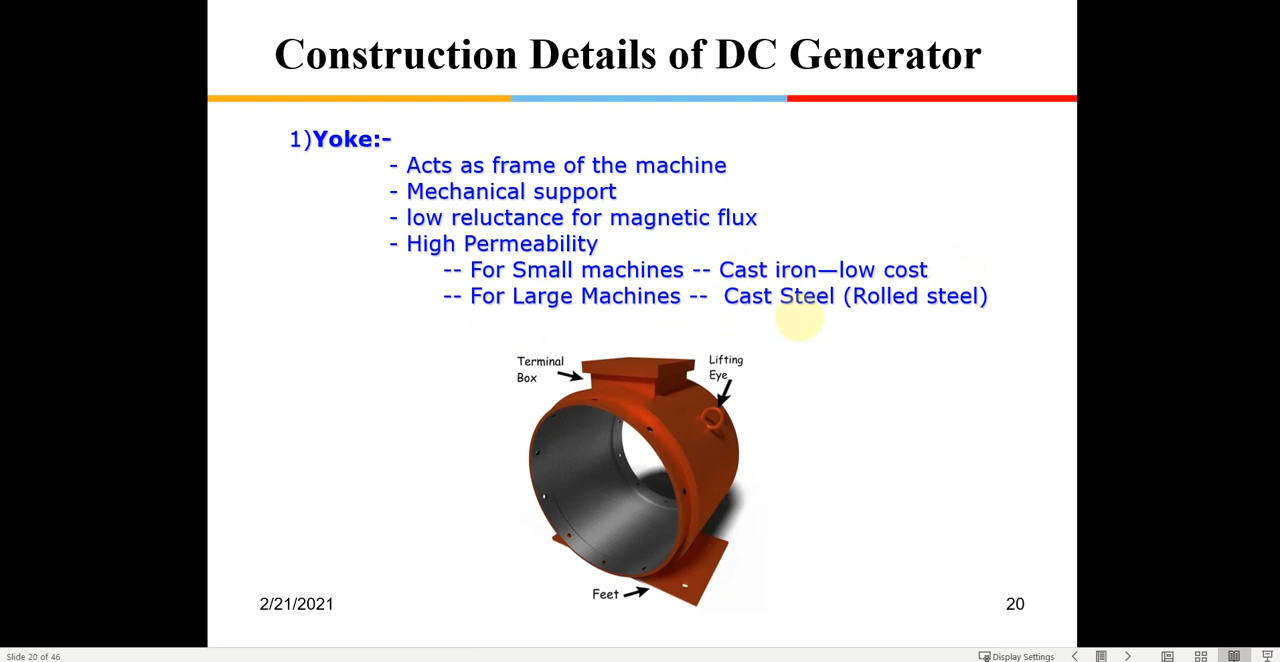 Construction Details of DC Generator
1)Yoke:-
- Acts as frame of the machine
- Mechanical support
- low reluctance for magnetic flux
- High Permeability
-- For Small machines -- Cast iron—low cost
-- For Large Machines -- Cast Steel (Rolled steel)
Terminal
Box
Lifting
Eye
Feet
2/21/2021
20
Slide 20 of 46
Display Settings